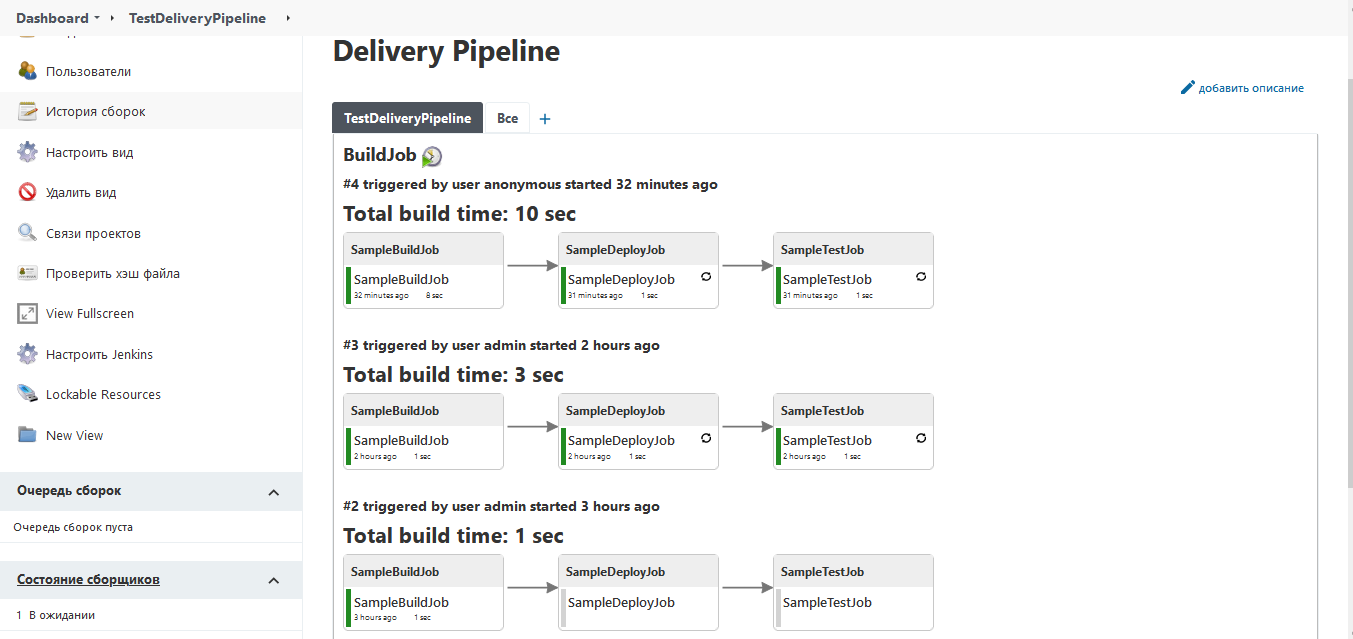 Dashboard
TestDeliveryPipeline
Пользователи
История сборок
Настроить вид
Удалить вид
Связи проектов
Проверить хэш файла
View Fullscreen
Настроить Jenkins
Lockable Resources
New View
Очередь сборок
Очередь сборок пуста
Состояние сборщиков
1 В ожидании
Delivery Pipeline
добавить описание
TestDeliveryPipeline
Все
+
BuildJob
#4 triggered by user anonymous started 32 minutes ago
Total build time: 10 sec
SampleBuildJob
SampleBuildJob
32 minutes ago 8 sec
SampleDeployJob
SampleDeployJob
31 minutes ago 1 sec
SampleTestJob
SampleTestJob
31 minutes ago 1 sec
#3 triggered by user admin started 2 hours ago
Total build time: 3 sec
SampleBuildJob
SampleBuildJob
2 hours ago 1 sec
SampleDeployJob
SampleDeployJob
2 hours ago 1 sec
SampleTestJob
SampleTestJob
2 hours ago 1 sec
#2 triggered by user admin started 3 hours ago
Total build time: 1 sec
SampleBuildJob
SampleBuildJob
3 hours ago 1 sec
SampleDeployJob
SampleDeployJob
SampleTestJob
SampleTestJob